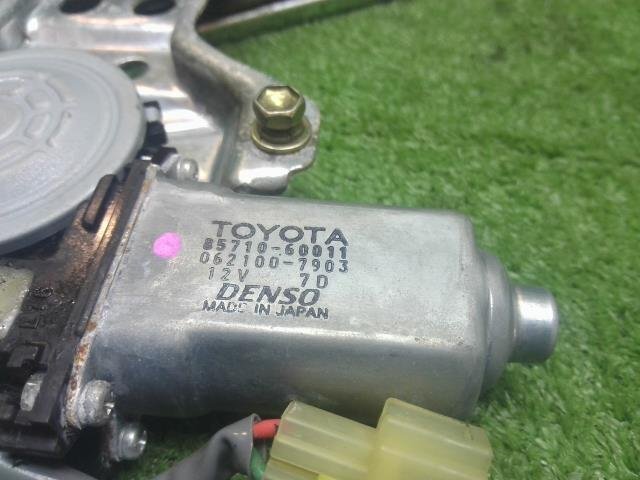 TOYOTA
85710-60011
062100-7903
12V 7D
DENSO
MADE IN JAPAN